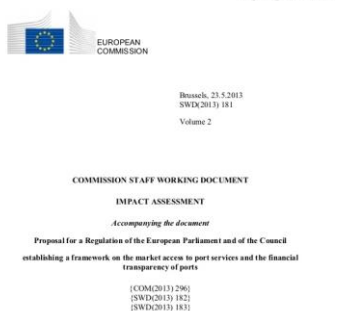 EUROPEAN
COMMISSION
Brussels, 23.5.2013
SWD(2013) 181
Volume 2
COMMISSION STAFF WORKING DOCUMENT
IMPACT ASSESSMENT
Accompanying the document
Proposal for a Regulation of the European Parliament and of the Council
establishing a framework on the market access to port services and the financial
transparency of ports
{COM(2013) 296}
{SWD(2013) 182}
{SWD(2013) 183}